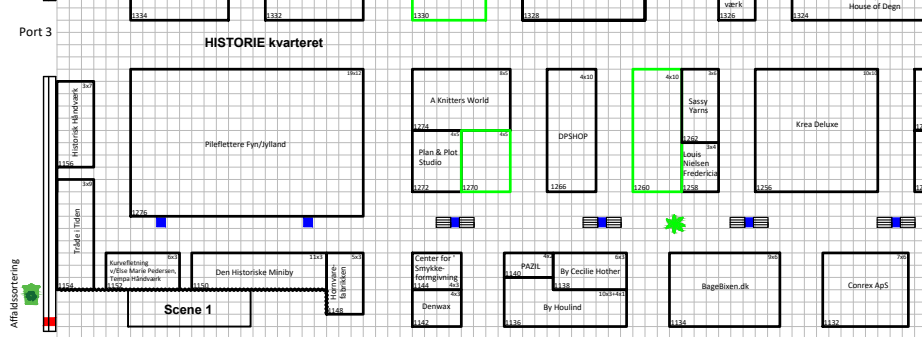 1334
1332
1330
1328
værk
1326
House of Degn
1324
Port 3
HISTORIE kvarteret
3x7
Historisk Håndværk
1156
19x12
Pileflettere Fyn/Jylland
1276
8x5
A Knitters World
1274
4x5
Plan & Plot
Studio
1272
4x5
1270
4x10
DPSHOP
1266
4x10
1260
3x6
Sassy
Yarns
1262
3x4
Louis
Nielsen
Fredericia
1258
10x10
Krea Deluxe
1256
3x9
Tråde i Tiden
1154
6x3
Kurvefletning
v/Else Marie Pedersen,
Tempa Håndværk
1152
11x3
Den Historiske Miniby
1150
5x3
Hornvare-
fabrikken
1148
Scene 1
Affaldssortering
Center for
Smykke-
formgivning
1144
4x3
4x3
Denwax
1142
PAZIL
1140
6x3
By Cecilie Hother
1138
10x3+4x1
By Houlind
1136
9x6
BageBixen.dk
1134
7x6
Conrex ApS
1132